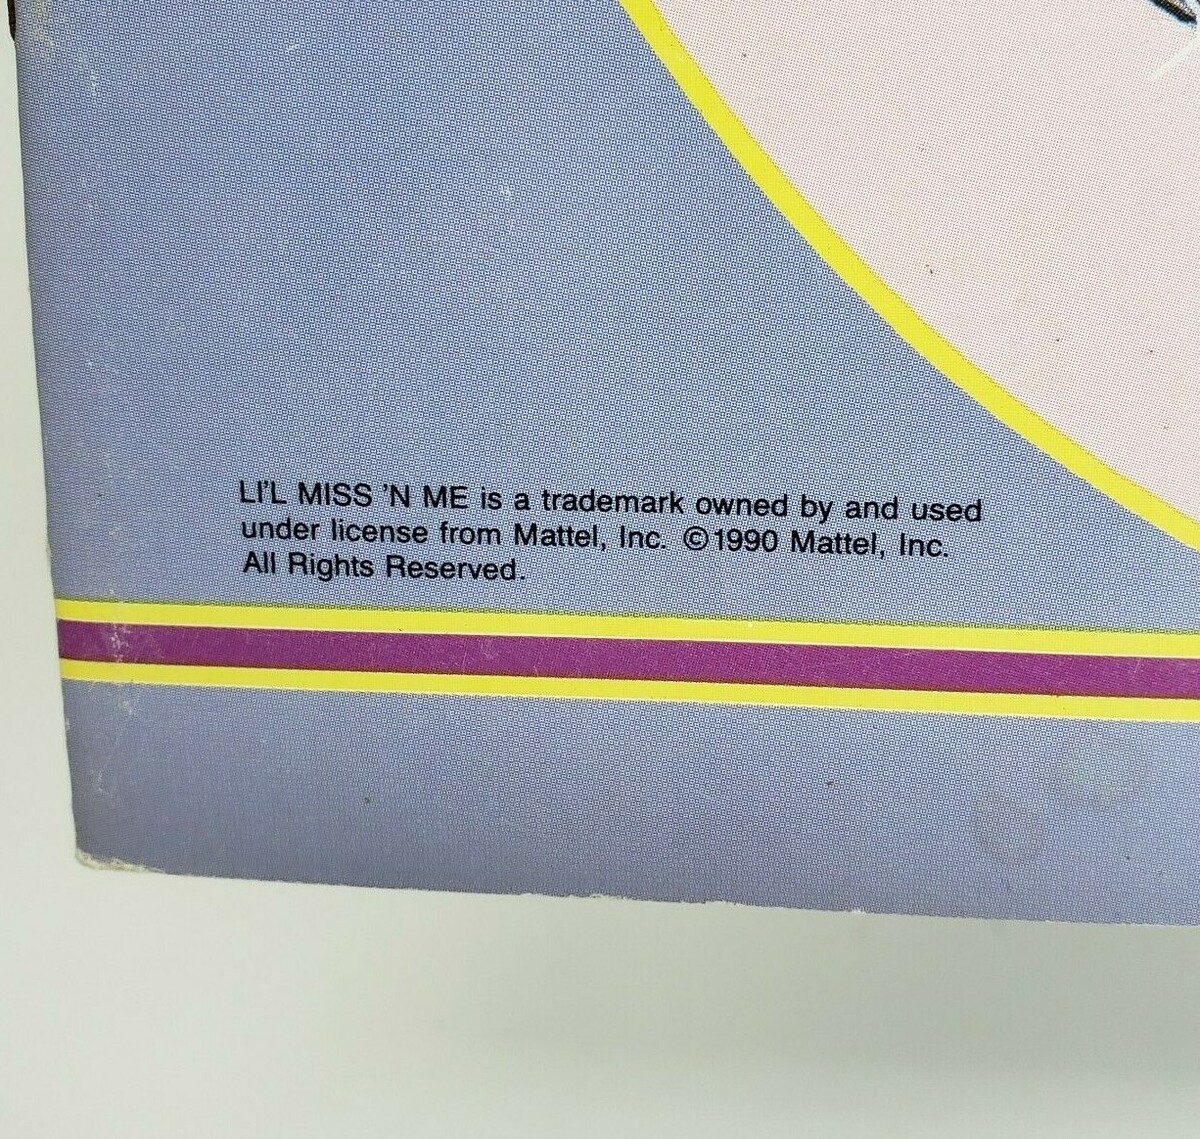 LI'L MISS 'N ME is a trademark owned by and used
under license from Mattel, Inc. ©1990 Mattel, Inc.
All Rights Reserved.